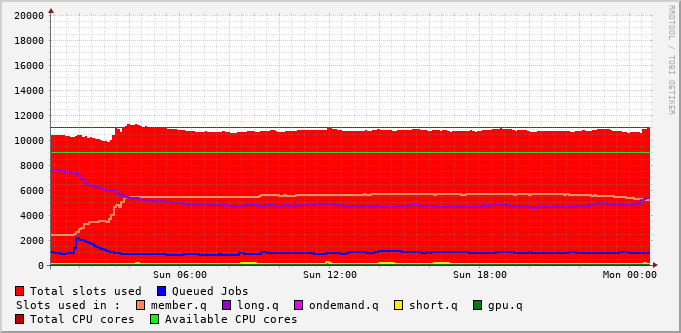 RRDTOOL / TOBI OETIKER
20000
18000
16000
14000
12000
10000
8000
6000
4000
2000
0
Sun 06:00 Sun 12:00 Sun 18:00 Mon 00:00
Total slots used Queued Jobs
Slots used in : member.q long.q ondemand.q short.q gpu.q
Total CPU cores Available CPU cores